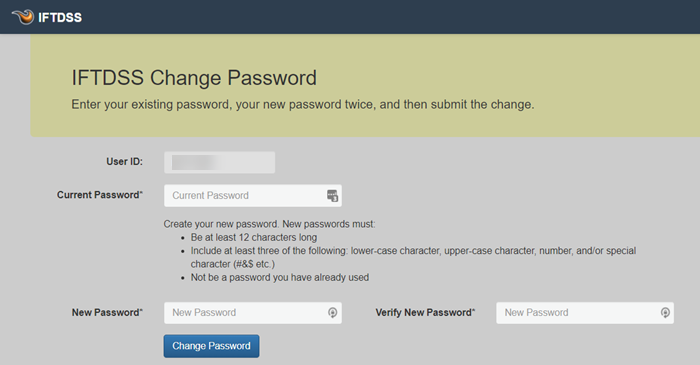 IFTDSS
IFTDSS Change Password
Enter your existing password, your new password twice, and then submit the change.
User ID:
Current Password* Current Password
Create your new password. New passwords must:
• Be at least 12 characters long
• Include at least three of the following: lower-case character, upper-case character, number, and/or special
character (#&$ etc.)
• Not be a password you have already used
New Password* New Password Verify New Password* New Password
Change Password